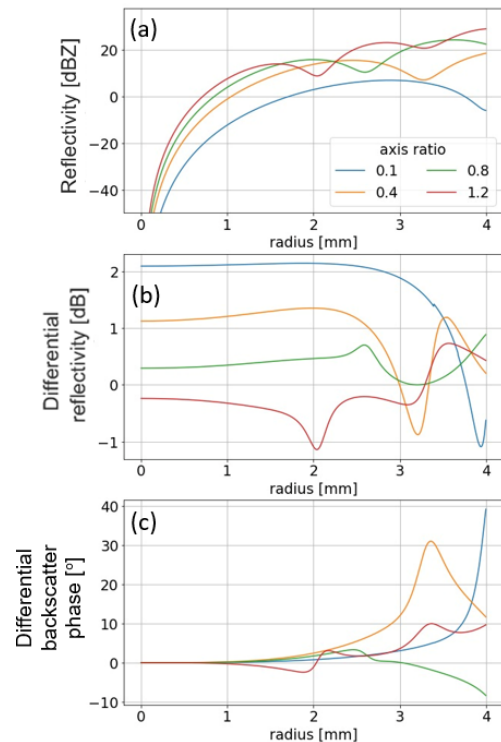 (a)
Reflectivity [dBZ]
20
0
−20
−40
axis ratio
0.1 0.8
0.4 1.2
0 1 2 3 4
radius [mm]
(b)
Differential
reflectivity [dB]
2
1
0
−1
0 1 2 3 4
radius [mm]
(c)
Differential
backscatter
phase [°]
40
30
20
10
0
−10
0 1 2 3 4
radius [mm]